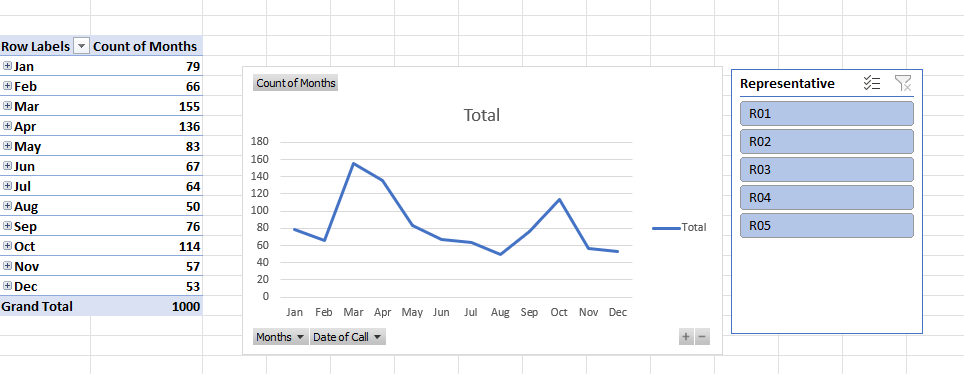 Row Labels Count of Months
Jan 79
Feb 66
Mar 155
Apr 136
May 83
Jun 67
Jul 64
Aug 50
Sep 76
Oct 114
Nov 57
Dec 53
Grand Total 1000
Count of Months
Total
180
160
140
120
100
80
60
40
20
0
Jan Feb Mar Apr May Jun Jul Aug Sep Oct Nov Dec
Total
Months Date of Call
+ −
Representative
R01
R02
R03
R04
R05